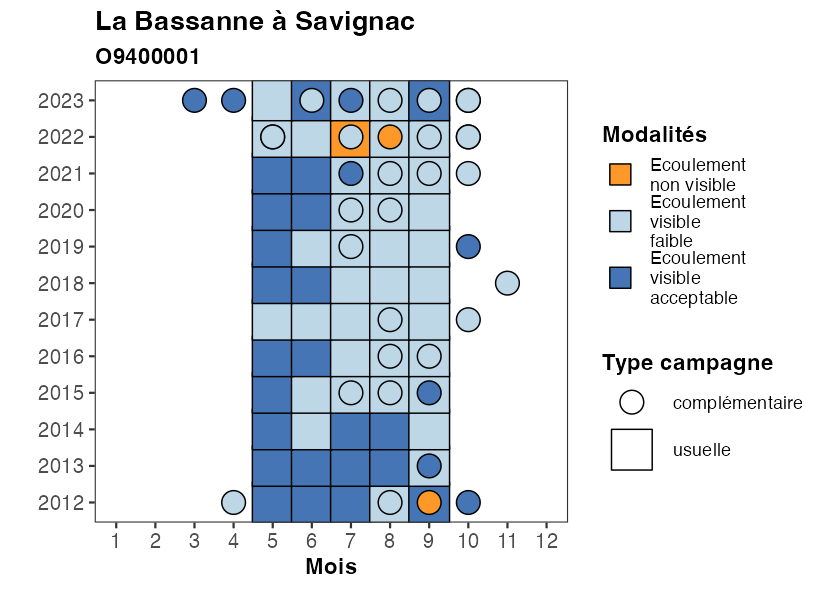 La Bassanne à Savignac
O9400001
2023
2022
2021
2020
2019
2018
2017
2016
2015
2014
2013
2012
1 2 3 4 5 6 7 8 9 10 11 12
Mois
Modalités
Ecoulement
non visible
Ecoulement
visible
faible
Ecoulement
visible
acceptable
Type campagne
complémentaire
usuelle